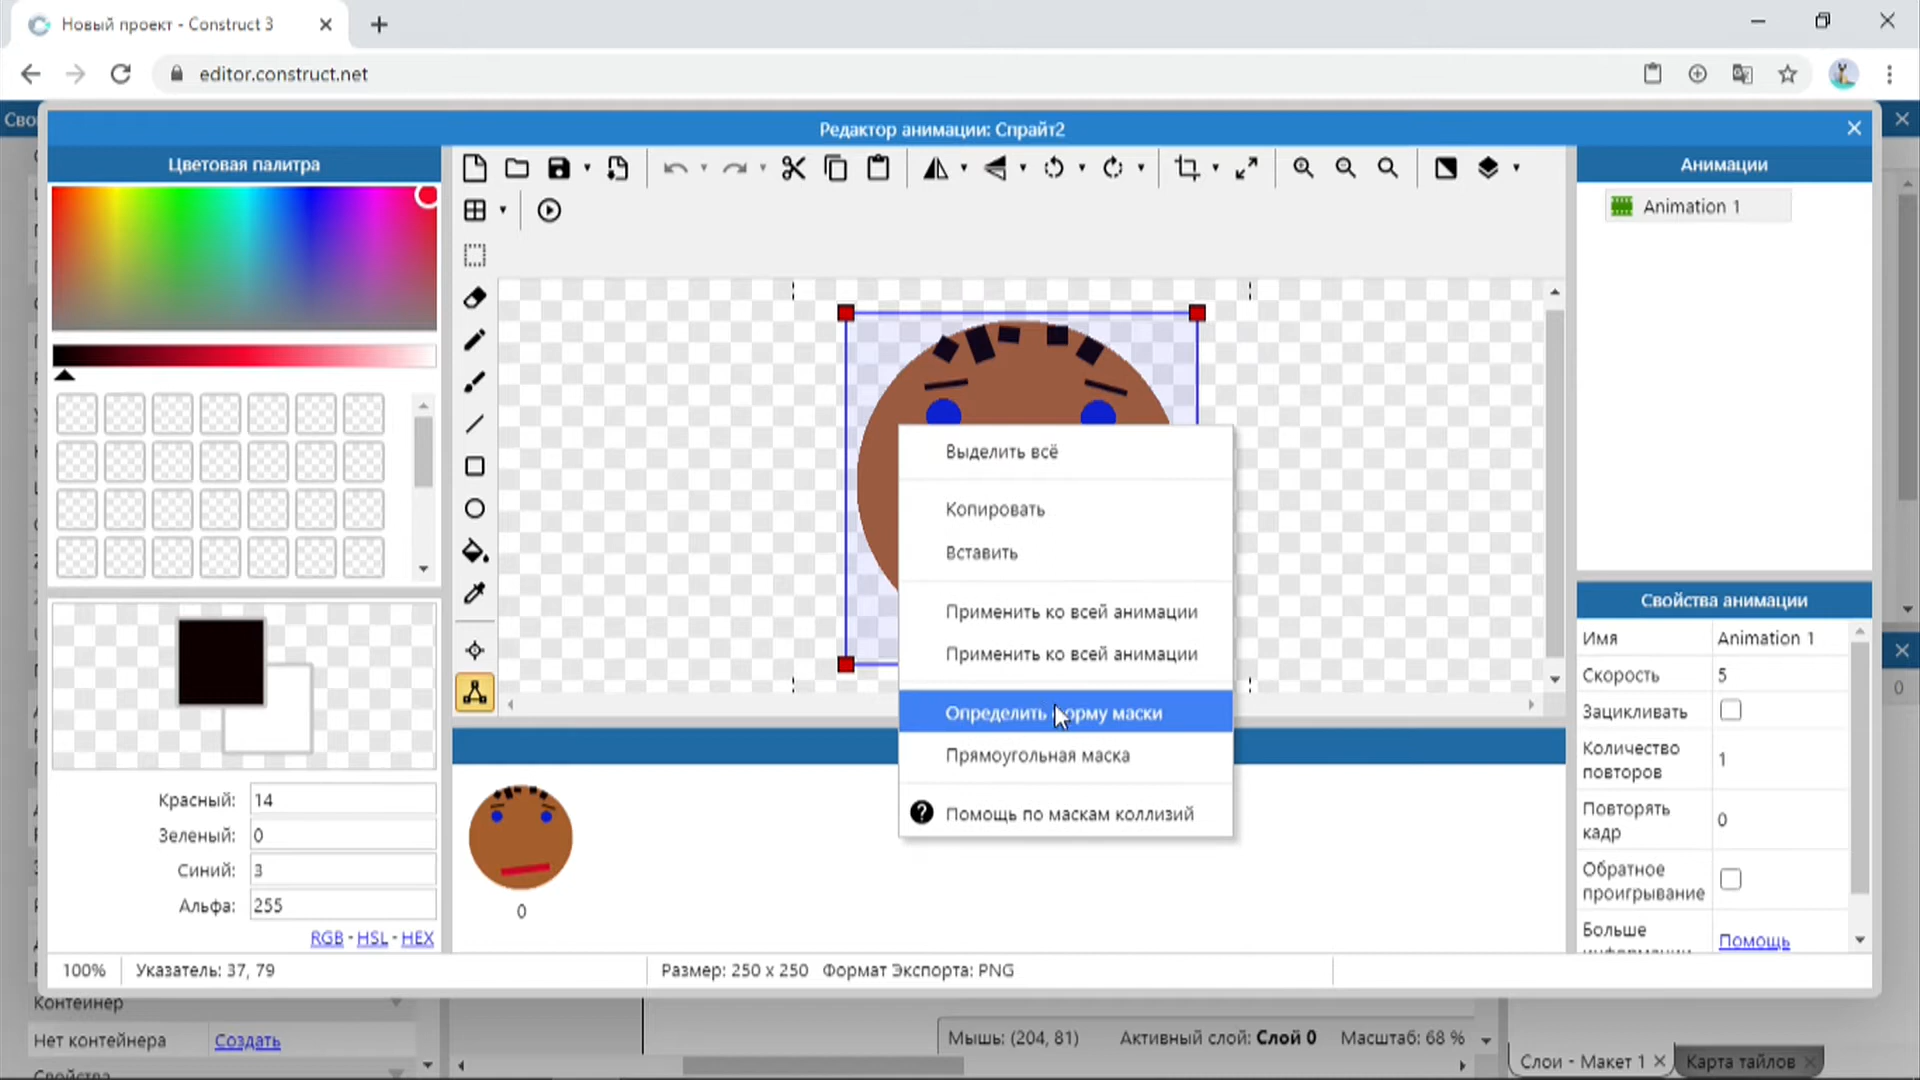 Новый проект - Construct 3
editor.construct.net
Сво
Редактор анимации: Спрайт2
Цветовая палитра
Анимации
Animation 1
Выделить всё
Копировать
Вставить
Применить ко всей анимации
Применить ко всей анимации
Определить форму маски
Прямоугольная маска
Помощь по маскам коллизий
Свойства анимации
Имя Animation 1
Скорость 5
Зацикливать
Количество повторов 1
Повторять кадр 0
Обратное проигрывание
Больше
Помощь
0
0
Красный: 14
Зеленый: 0
Синий: 3
Альфа: 255
RGB - HSL - HEX
100% Указатель: 37, 79 Размер: 250 x 250 Формат Экспорта: PNG
Контейнер
Нет контейнера Создать
Свойства
Мышь: (204, 81) Активный слой: Слой 0 Масштаб: 68 %
Слои - Макет 1 Карта тайлов